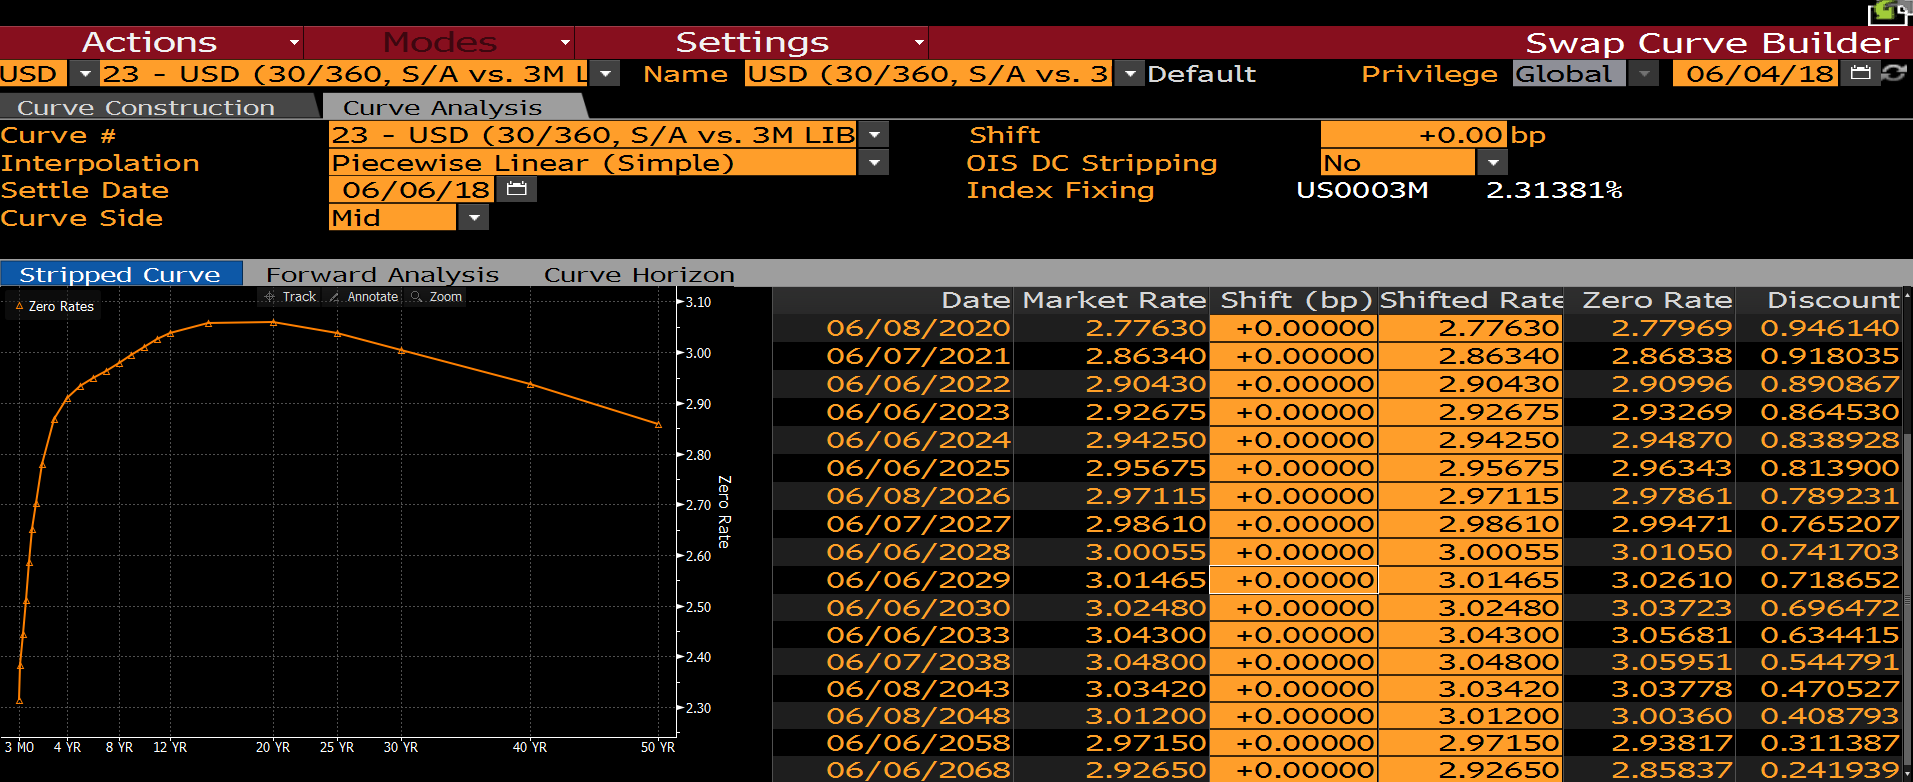 Actions Modes Settings Swap Curve Builder
USD 23 - USD (30/360, S/A vs. 3M L Name USD (30/360, S/A vs. 3 Default Privilege Global 06/04/18
Curve Construction Curve Analysis
Curve # 23 - USD (30/360, S/A vs. 3M LIB Shift +0.00 bp
Interpolation Piecewise Linear (Simple) OIS DC Stripping No
Settle Date 06/06/18 Index Fixing US0003M 2.31381%
Curve Side Mid
Stripped Curve Forward Analysis Curve Horizon
Zero Rates Track Annotate Zoom
3.10
3.00
2.90
2.80
2.70
2.60
2.50
2.40
2.30
Zero Rate
3 MO 4 YR 8 YR 12 YR 20 YR 25 YR 30 YR 40 YR 50 YR
Date Market Rate Shift (bp) Shifted Rate Zero Rate Discount
06/08/2020 2.77630 +0.00000 2.77630 2.77969 0.946140
06/07/2021 2.86340 +0.00000 2.86340 2.86838 0.918035
06/06/2022 2.90430 +0.00000 2.90430 2.90996 0.890867
06/06/2023 2.92675 +0.00000 2.92675 2.93269 0.864530
06/06/2024 2.94250 +0.00000 2.94250 2.94870 0.838928
06/06/2025 2.95675 +0.00000 2.95675 2.96343 0.813900
06/08/2026 2.97115 +0.00000 2.97115 2.97861 0.789231
06/07/2027 2.98610 +0.00000 2.98610 2.99471 0.765207
06/06/2028 3.00055 +0.00000 3.00055 3.01050 0.741703
06/06/2029 3.01465 +0.00000 3.01465 3.02610 0.718652
06/06/2030 3.02480 +0.00000 3.02480 3.03723 0.696472
06/06/2033 3.04300 +0.00000 3.04300 3.05681 0.634415
06/07/2038 3.04800 +0.00000 3.04800 3.05951 0.544791
06/08/2043 3.03420 +0.00000 3.03420 3.03778 0.470527
06/08/2048 3.01200 +0.00000 3.01200 3.00360 0.408793
06/06/2058 2.97150 +0.00000 2.97150 2.93817 0.311387
06/06/2068 2.92650 +0.00000 2.92650 2.85837 0.241939